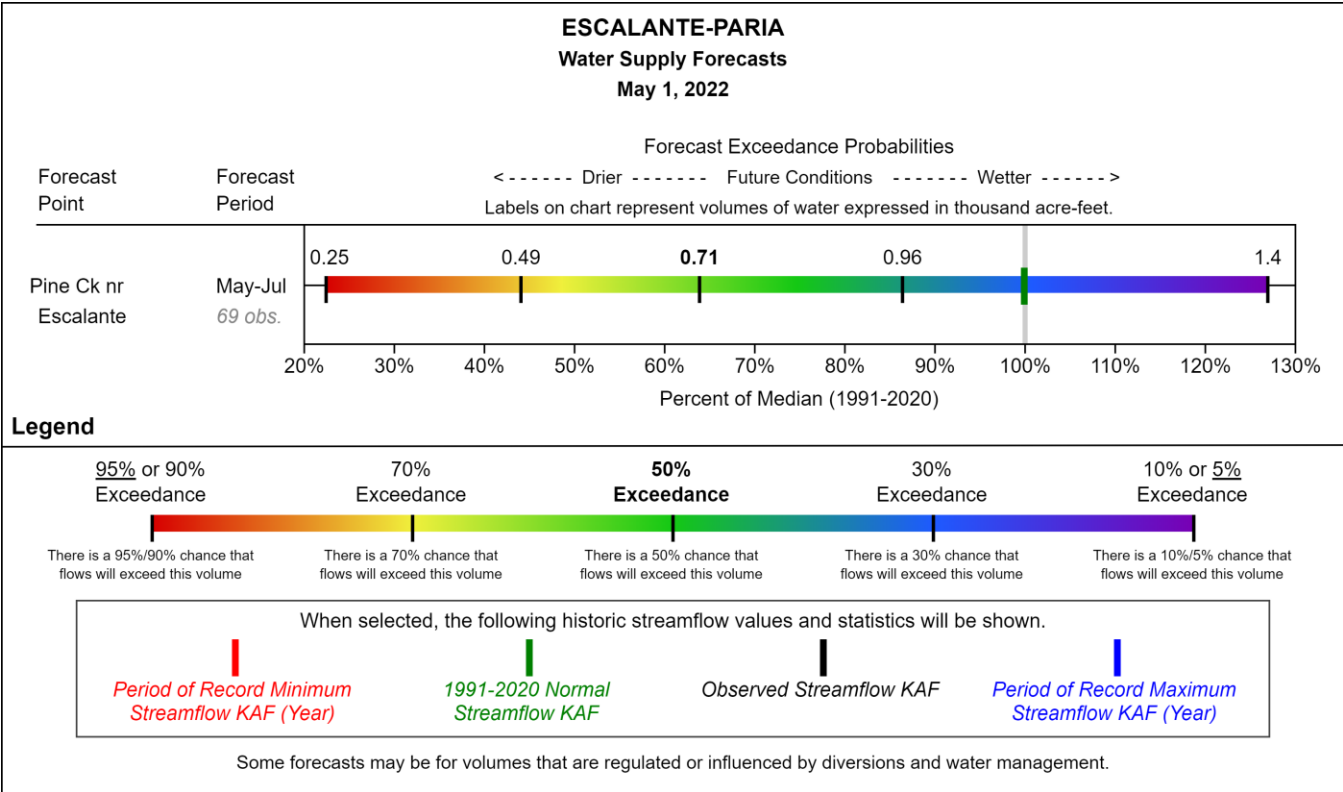 ESCALANTE-PARIA
Water Supply Forecasts
May 1, 2022
Forecast Exceedance Probabilities
Forecast Point
Forecast Period
<------ Drier ------- Future Conditions ------- Wetter ------>
Labels on chart represent volumes of water expressed in thousand acre-feet.
0.25 0.49 0.71 0.96 1.4
Pine Ck nr May-Jul
Escalante 69 obs.
20% 30% 40% 50% 60% 70% 80% 90% 100% 110% 120% 130%
Percent of Median (1991-2020)
Legend
95% or 90% 70% 50% 30% 10% or 5%
Exceedance Exceedance Exceedance Exceedance Exceedance
There is a 95%/90% chance that There is a 70% chance that There is a 50% chance that There is a 30% chance that There is a 10%/5% chance that
flows will exceed this volume flows will exceed this volume flows will exceed this volume flows will exceed this volume flows will exceed this volume
When selected, the following historic streamflow values and statistics will be shown.
Period of Record Minimum 1991-2020 Normal Observed Streamflow KAF Period of Record Maximum
Streamflow KAF (Year) Streamflow KAF Streamflow KAF (Year)
Some forecasts may be for volumes that are regulated or influenced by diversions and water management.